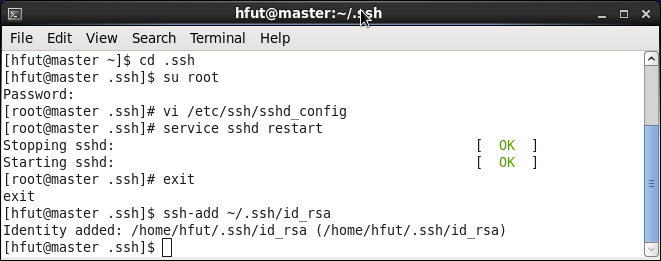 hfut@master:~/.ssh
File Edit View Search Terminal Help
[hfut@master ~]$ cd .ssh
[hfut@master .ssh]$ su root
Password:
[root@master .ssh]# vi /etc/ssh/sshd_config
[root@master .ssh]# service sshd restart
Stopping sshd: [ OK ]
Starting sshd: [ OK ]
[root@master .ssh]# exit
exit
[hfut@master .ssh]$ ssh-add ~/.ssh/id_rsa
Identity added: /home/hfut/.ssh/id_rsa (/home/hfut/.ssh/id_rsa)
[hfut@master .ssh]$